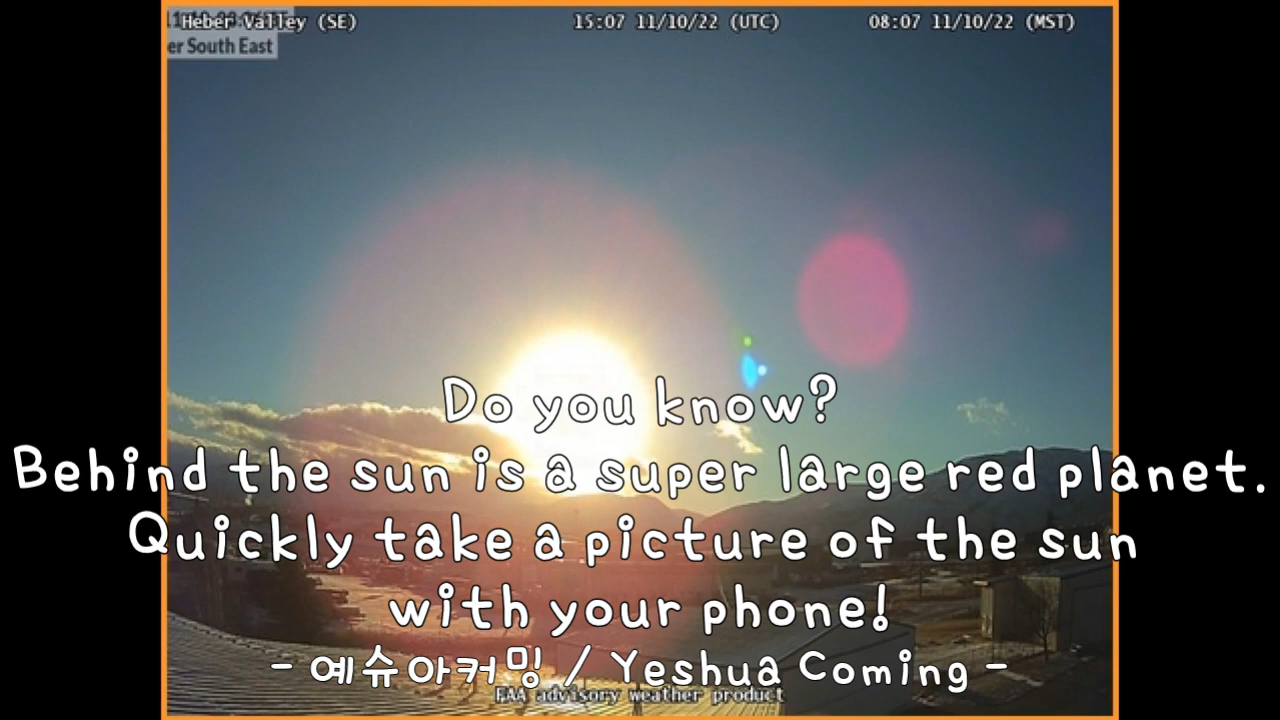 Heber Valley (SE) 15:07 11/10/22 (UTC) 08:07 11/10/22 (MST)
er South East
Do you know?
Behind the sun is a super large red planet.
Quickly take a picture of the sun
with your phone!
- 예슈아커밍 / Yeshua Coming -
FAA advisory weather product